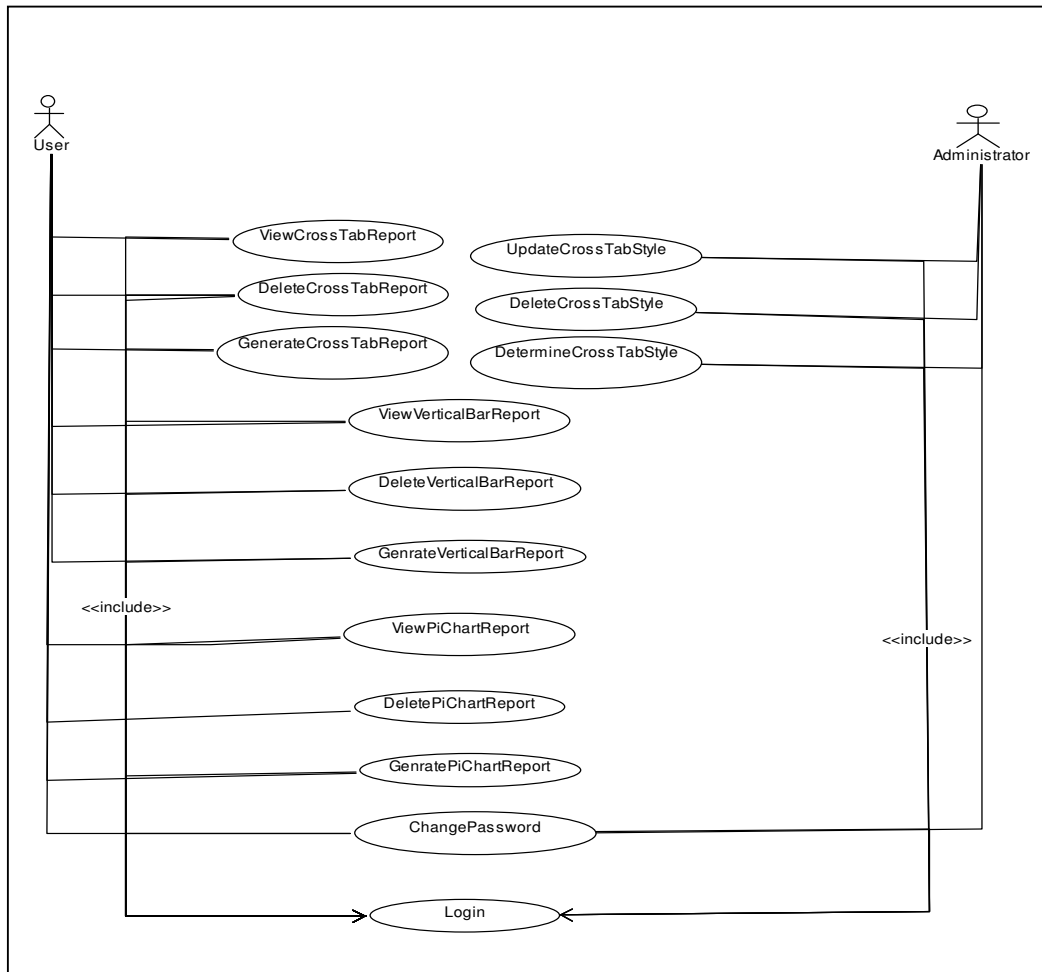 User
Administrator
ViewCrossTabReport
UpdateCrossTabStyle
DeleteCrossTabReport
DeleteCrossTabStyle
GenerateCrossTabReport
DetermineCrossTabStyle
ViewVerticalBarReport
DeleteVerticalBarReport
GenrateVerticalBarReport
<<include>>
ViewPiChartReport
<<include>>
DeletePiChartReport
GenratePiChartReport
ChangePassword
Login